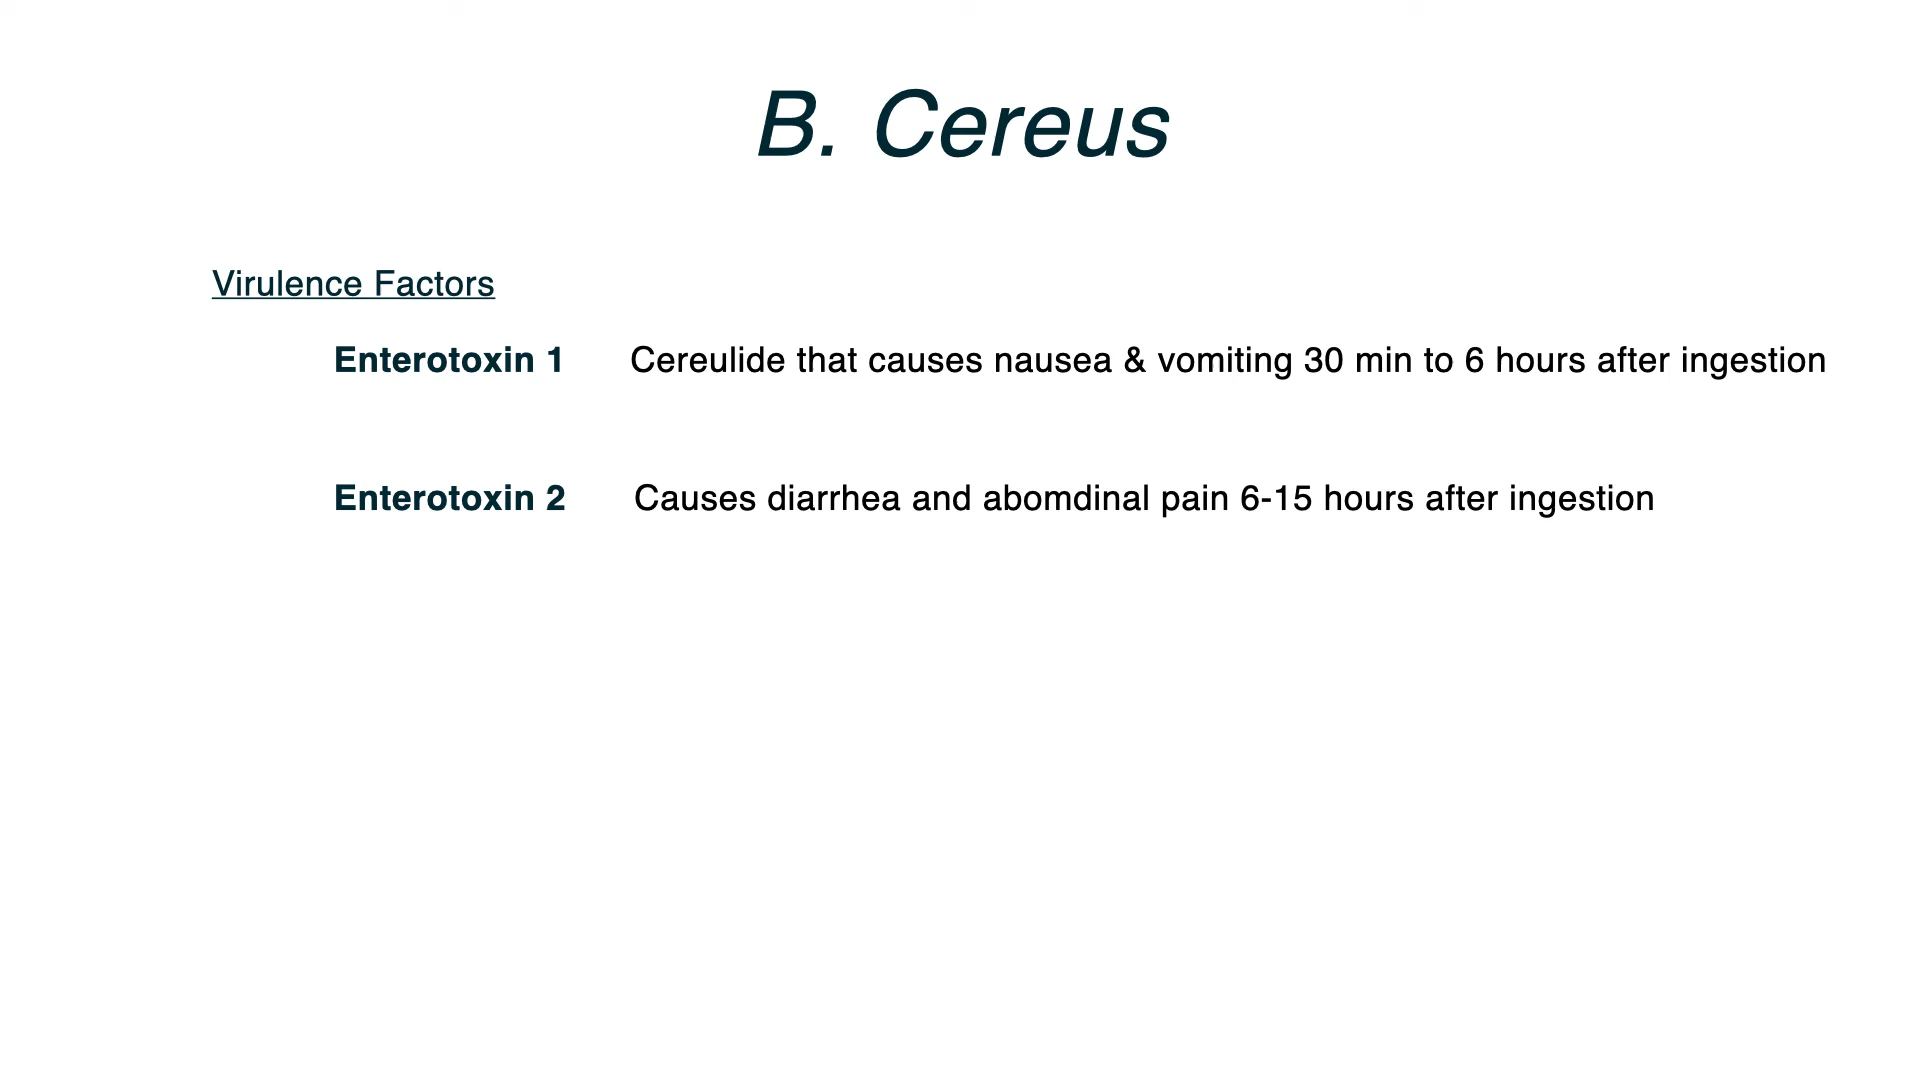 B. Cereus
Virulence Factors
Enterotoxin 1 Cereulide that causes nausea & vomiting 30 min to 6 hours after ingestion
Enterotoxin 2 Causes diarrhea and abomdinal pain 6-15 hours after ingestion